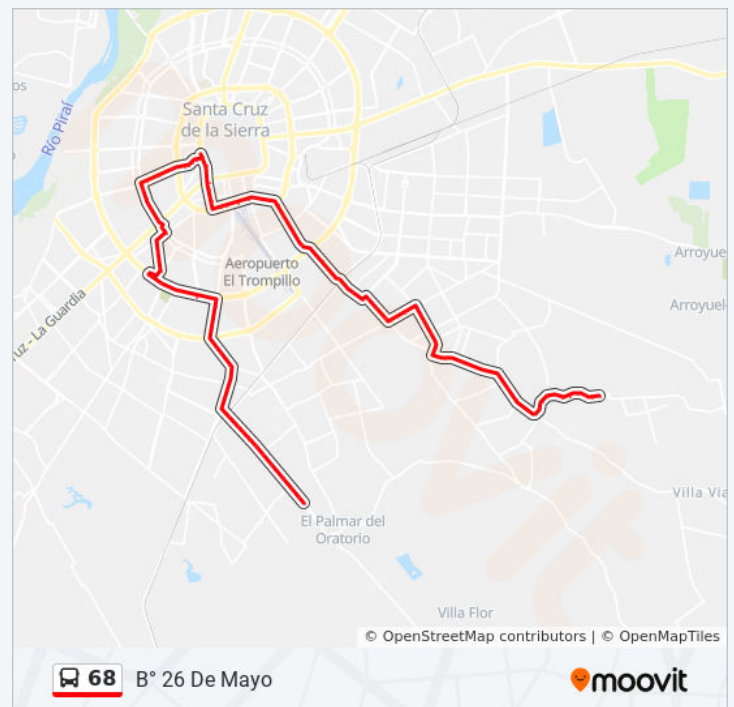 os
Río Piraí
Santa Cruz
de la Sierra
Aeropuerto
El Trompillo
Arroyue
Arroyuel
uz - La Guardia
Villa Via
El Palmar del
Oratorio
Villa Flor
© OpenStreetMap contributors | © OpenMapTiles
68 B° 26 De Mayo
moovit